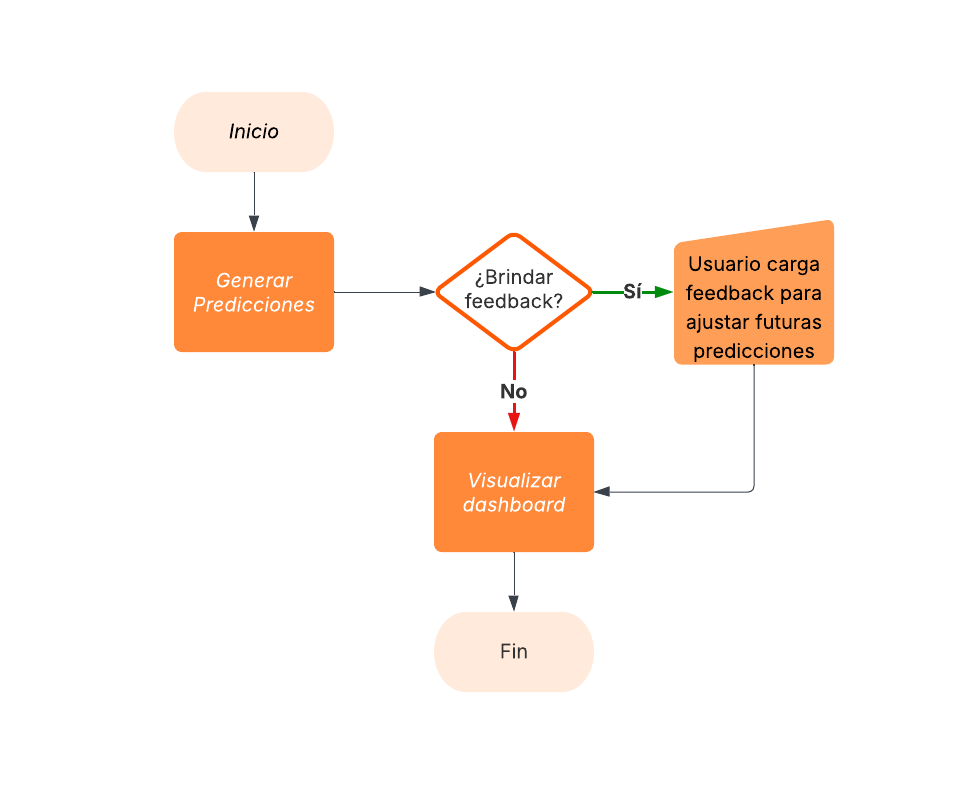 Inicio
Generar
Predicciones
¿Brindar
feedback?
Sí
Usuario carga
feedback para
ajustar futuras
predicciones
No
Visualizar
dashboard
Fin